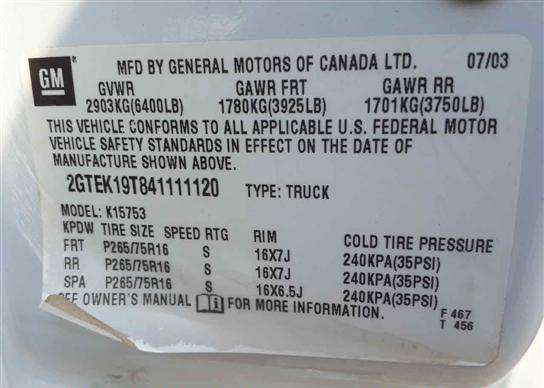 GM
MFD BY GENERAL MOTORS OF CANADA LTD. 07/03
GVWR GAWR FRT GAWR RR
2903KG(6400LB) 1780KG(3925LB) 1701KG(3750LB)
THIS VEHICLE CONFORMS TO ALL APPLICABLE U.S. FEDERAL MOTOR
VEHICLE SAFETY STANDARDS IN EFFECT ON THE DATE OF
MANUFACTURE SHOWN ABOVE.
2GTEK19T841111120 TYPE: TRUCK
MODEL: K15753
KPDW TIRE SIZE SPEED RTG RIM COLD TIRE PRESSURE
FRT P265/75R16 S 16X7J 240KPA(35PSI)
RR P265/75R16 S 16X7J 240KPA(35PSI)
SPA P265/75R16 S 16X6.5J 240KPA(35PSI)
SEE OWNER'S MANUAL FOR MORE INFORMATION.
F 467
T 456